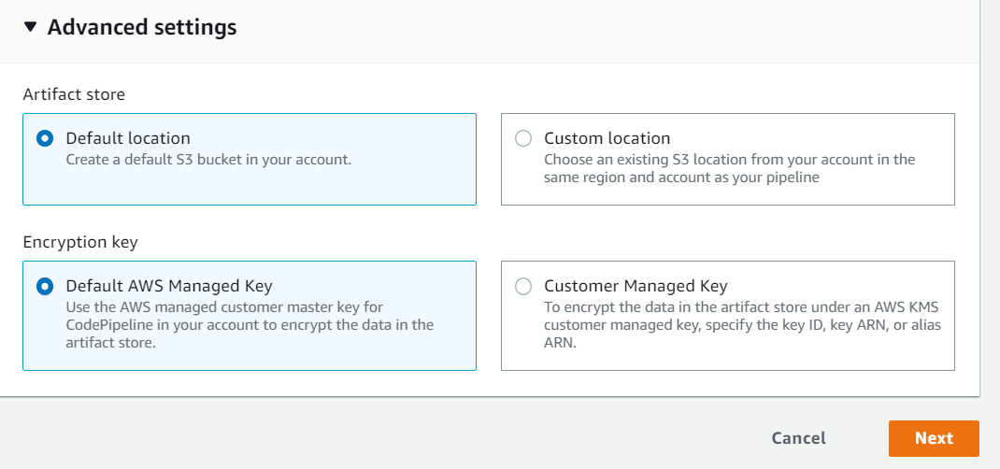 Advanced settings
Artifact store
Default location
Create a default S3 bucket in your account.
Custom location
Choose an existing S3 location from your account in the
same region and account as your pipeline
Encryption key
Default AWS Managed Key
Use the AWS managed customer master key for
CodePipeline in your account to encrypt the data in the
artifact store.
Customer Managed Key
To encrypt the data in the artifact store under an AWS KMS
customer managed key, specify the key ID, key ARN, or alias
ARN.
Cancel
Next